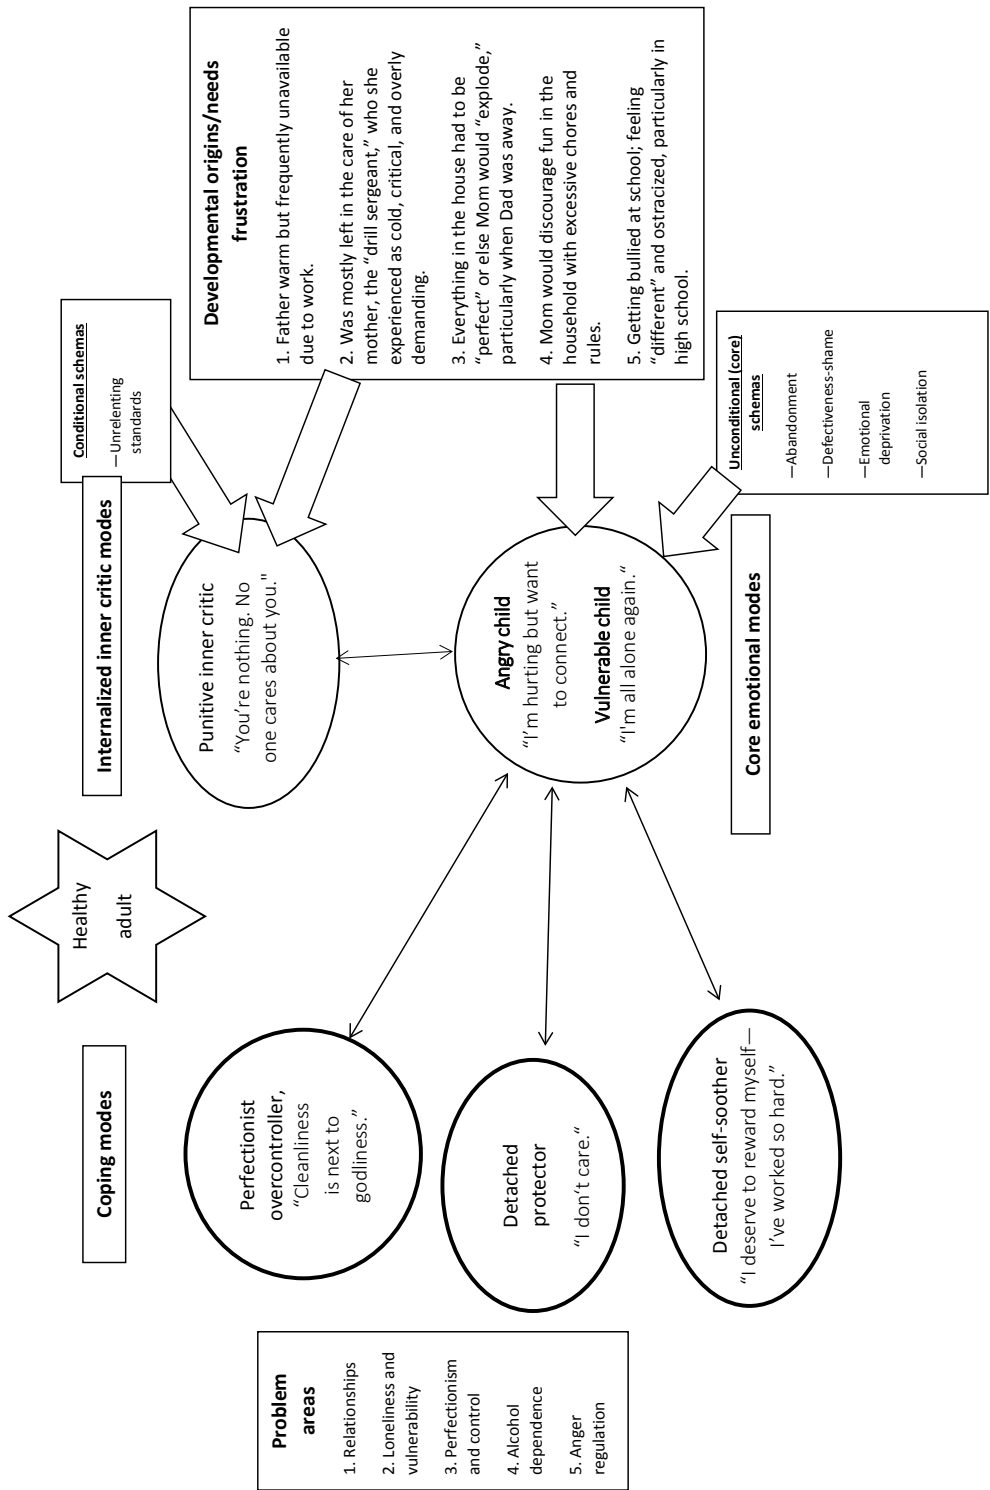 Problem
areas
1. Relationships
2. Loneliness and
vulnerability
3. Perfectionism
and control
4. Alcohol
dependence
5. Anger
regulation
Coping modes
Perfectionist
overcontroller,
“Cleanliness
is next to
godliness.”
Detached
protector
“I don‘t care.“
Detached self-soother
“I deserve to reward myself—
I’ve worked so hard.”
Healthy
adult
Internalized inner critic modes
Punitive inner critic
“You’re nothing. No
one cares about you."
Angry child
“I’m hurting but want
to connect.”
Vulnerable child
“I'm all alone again.“
Core emotional modes
Conditional schemas
—Unrelenting
standards
Developmental origins/needs
frustration
1. Father warm but frequently unavailable
due to work.
2. Was mostly left in the care of her
mother, the “drill sergeant,” who she
experienced as cold, critical, and overly
demanding.
3. Everything in the house had to be
“perfect” or else Mom would “explode,”
particularly when Dad was away.
4. Mom would discourage fun in the
household with excessive chores and
rules.
5. Getting bullied at school; feeling
“different” and ostracized, particularly in
high school.
Unconditional (core)
schemas
—Abandonment
—Defectiveness-shame
—Emotional
deprivation
—Social isolation